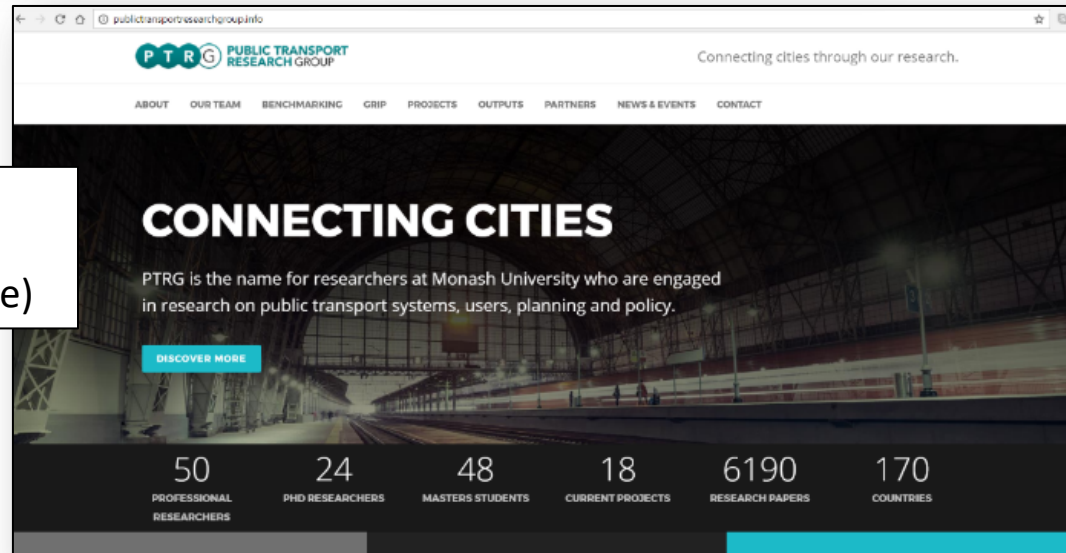 publictransportresearchgroup.info
P T R G PUBLIC TRANSPORT
RESEARCH GROUP
Connecting cities through our research.
ABOUT OUR TEAM BENCHMARKING GRIP PROJECTS OUTPUTS PARTNERS NEWS & EVENTS CONTACT
e)
CONNECTING CITIES
PTRG is the name for researchers at Monash University who are engaged
in research on public transport systems, users, planning and policy.
DISCOVER MORE
50 24 48 18 6190 170
PROFESSIONAL PHD RESEARCHERS MASTERS STUDENTS CURRENT PROJECTS RESEARCH PAPERS COUNTRIES
RESEARCHERS